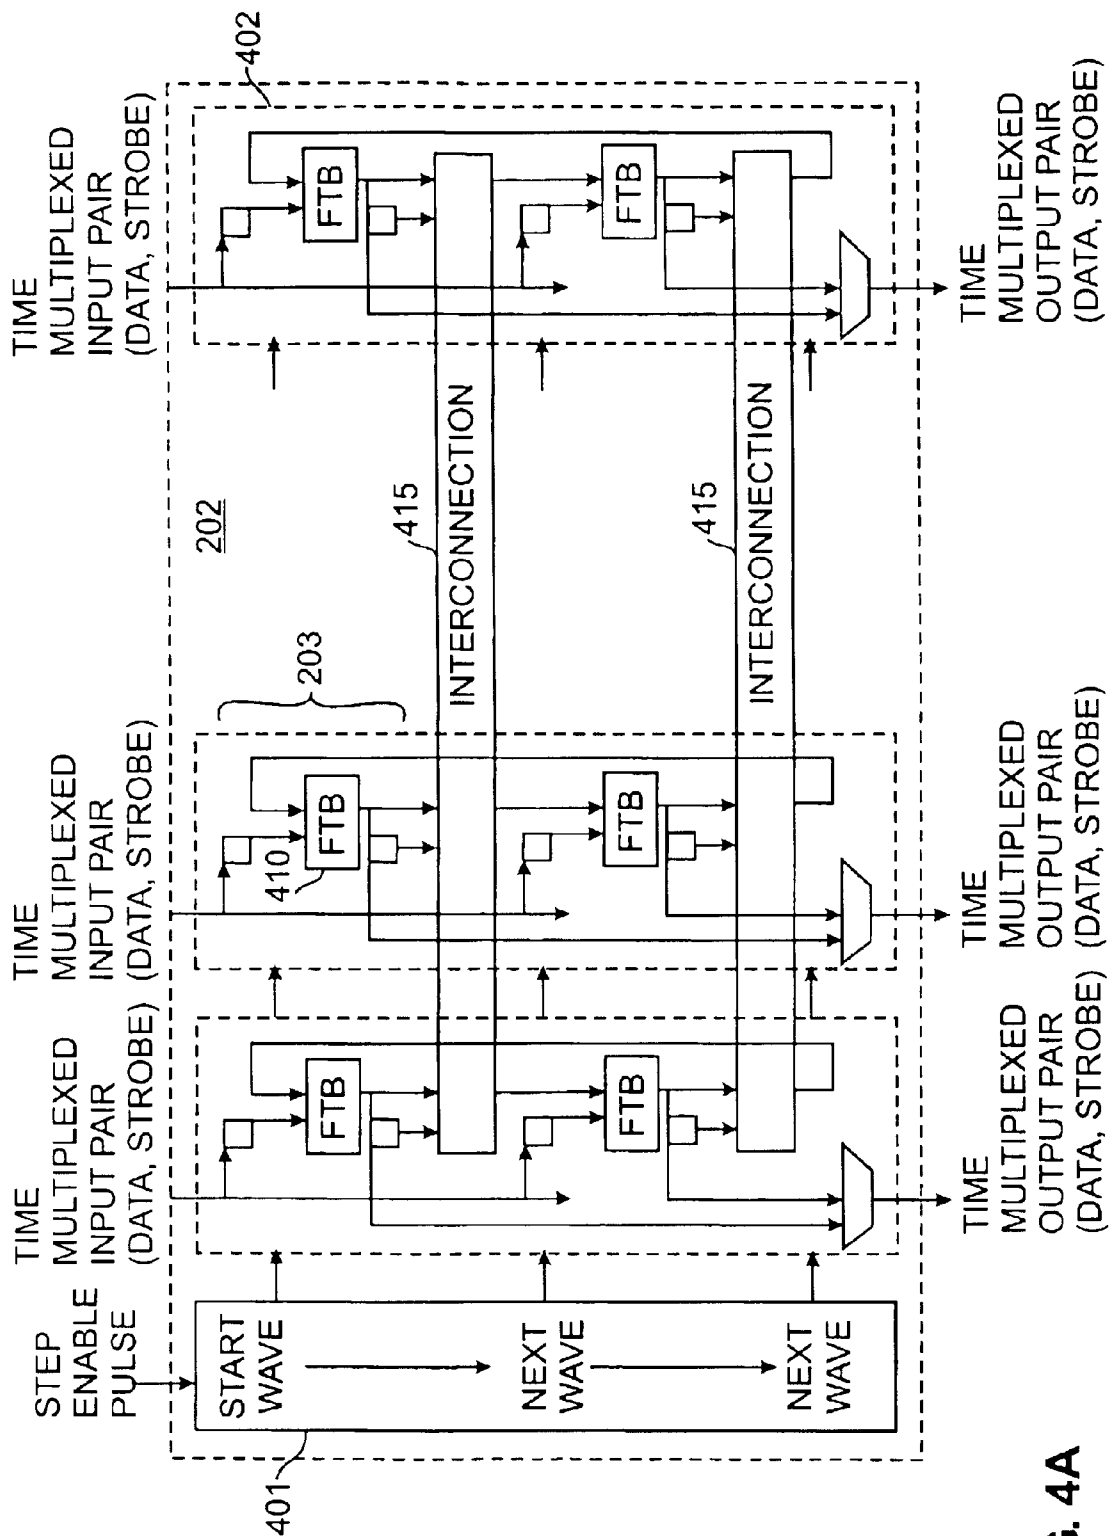 STEP
ENABLE
PULSE
TIME
MULTIPLEXED
INPUT PAIR
(DATA, STROBE)
TIME
MULTIPLEXED
INPUT PAIR
(DATA, STROBE)
TIME
MULTIPLEXED
INPUT PAIR
(DATA, STROBE)
401
START
WAVE
NEXT
WAVE
NEXT
WAVE
202
203
402
410
FTB
FTB
FTB
415
INTERCONNECTION
FTB
FTB
FTB
415
INTERCONNECTION
TIME
MULTIPLEXED
OUTPUT PAIR
(DATA, STROBE)
TIME
MULTIPLEXED
OUTPUT PAIR
(DATA, STROBE)
TIME
MULTIPLEXED
OUTPUT PAIR
(DATA, STROBE)
4A